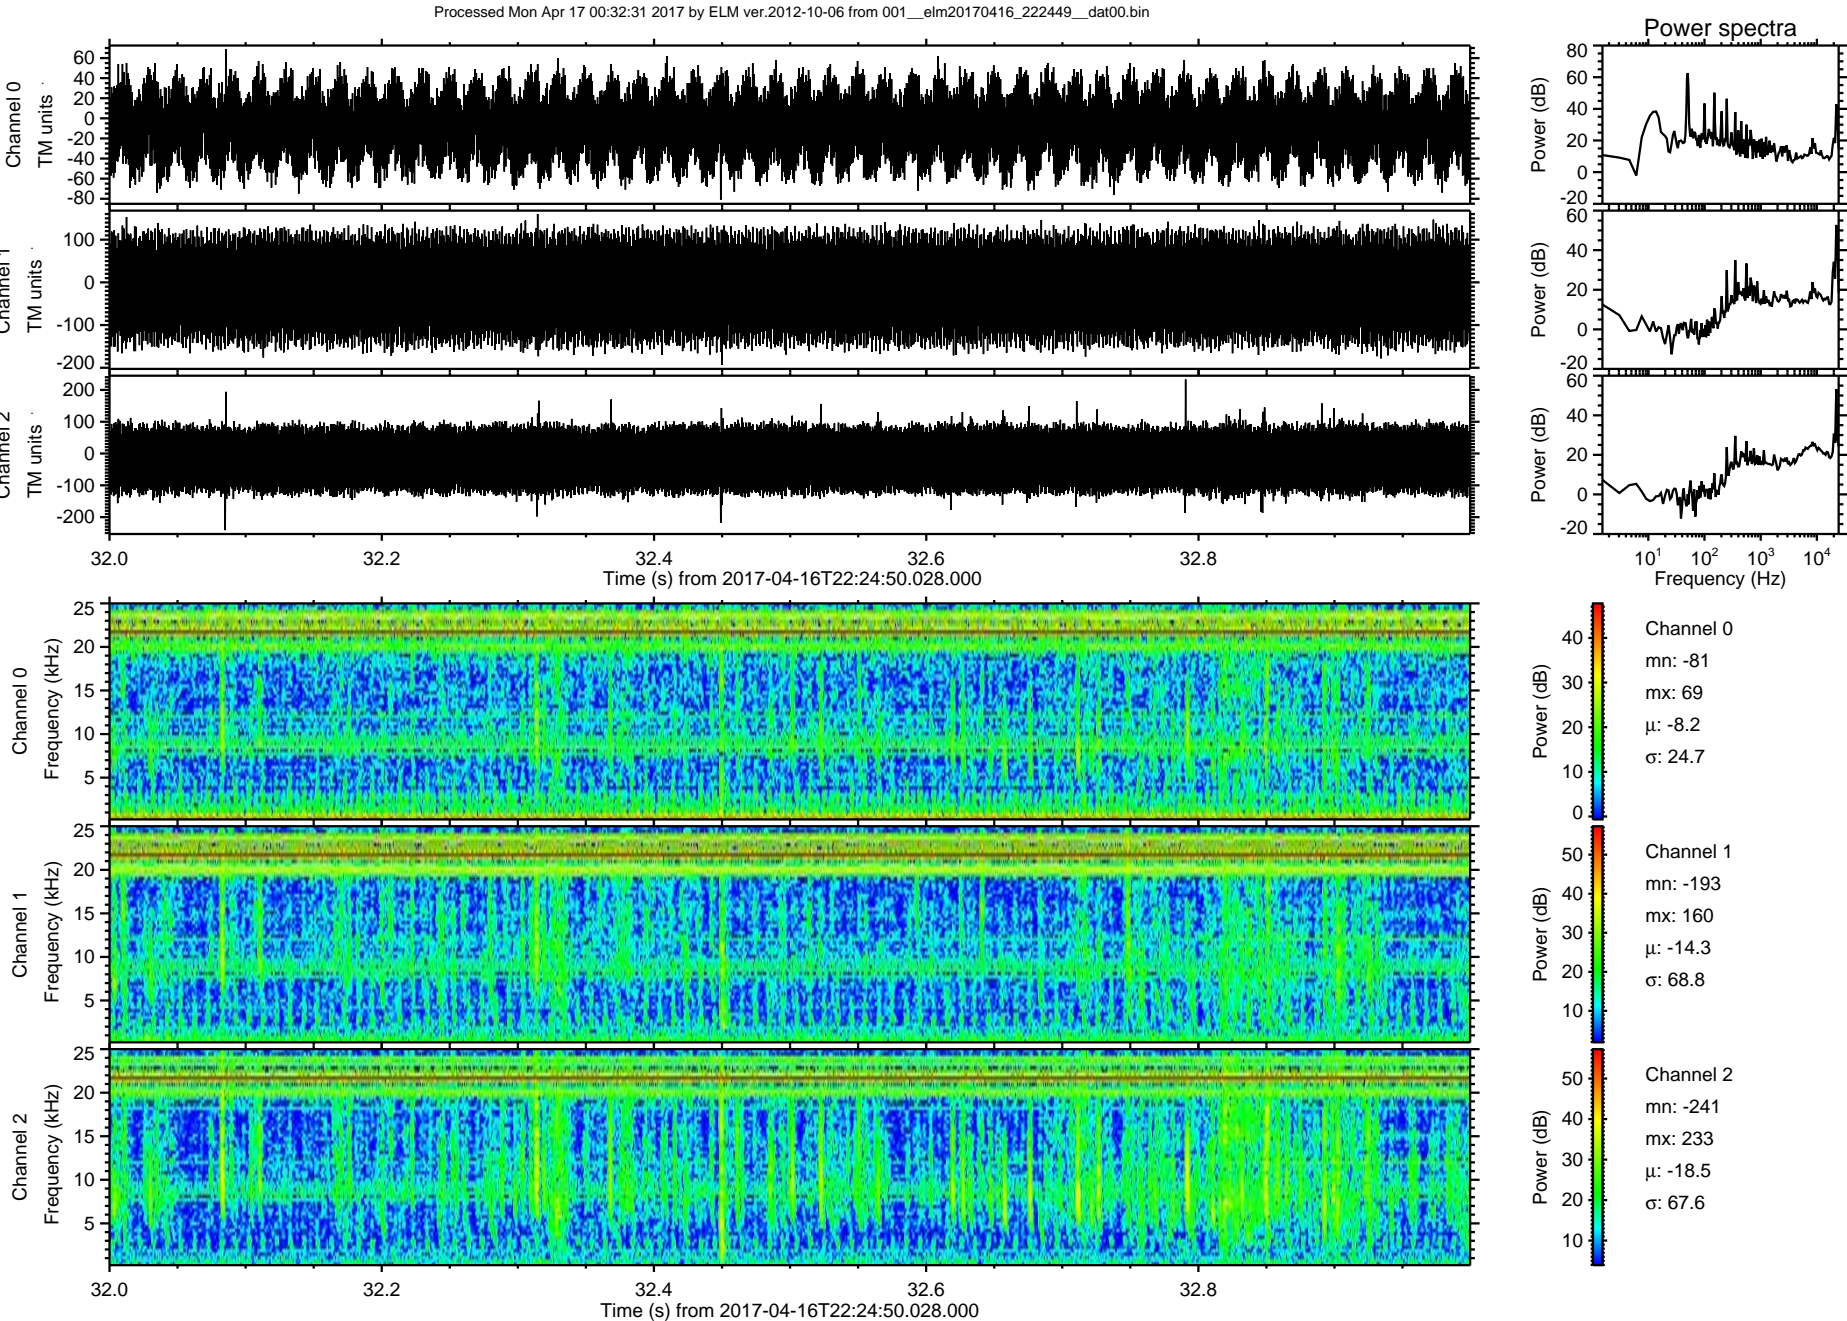 Processed Mon Apr 17 00:32:31 2017 by ELM ver.2012-10-06 from 001__elm20170416_222449__dat00.bin
Power spectra
Channel 0
TM units
60
40
20
0
-20
-40
-60
-80
Power (dB)
80
60
40
20
0
-20
Channel 1
TM units
100
0
-100
-200
Power (dB)
60
40
20
0
-20
Channel 2
TM units
200
100
0
-100
-200
Power (dB)
60
40
20
0
-20
32.0 32.2 32.4 32.6 32.8
Time (s) from 2017-04-16T22:24:50.028.000
10¹ 10² 10³ 10⁴
Frequency (Hz)
Channel 0
Frequency (kHz)
25
20
15
10
5
Power (dB)
40
30
20
10
0
Channel 0
mn: -81
mx: 69
μ: -8.2
σ: 24.7
Channel 1
Frequency (kHz)
25
20
15
10
5
Power (dB)
50
40
30
20
10
Channel 1
mn: -193
mx: 160
μ: -14.3
σ: 68.8
Channel 2
Frequency (kHz)
25
20
15
10
5
Power (dB)
50
40
30
20
10
Channel 2
mn: -241
mx: 233
μ: -18.5
σ: 67.6
32.0 32.2 32.4 32.6 32.8
Time (s) from 2017-04-16T22:24:50.028.000